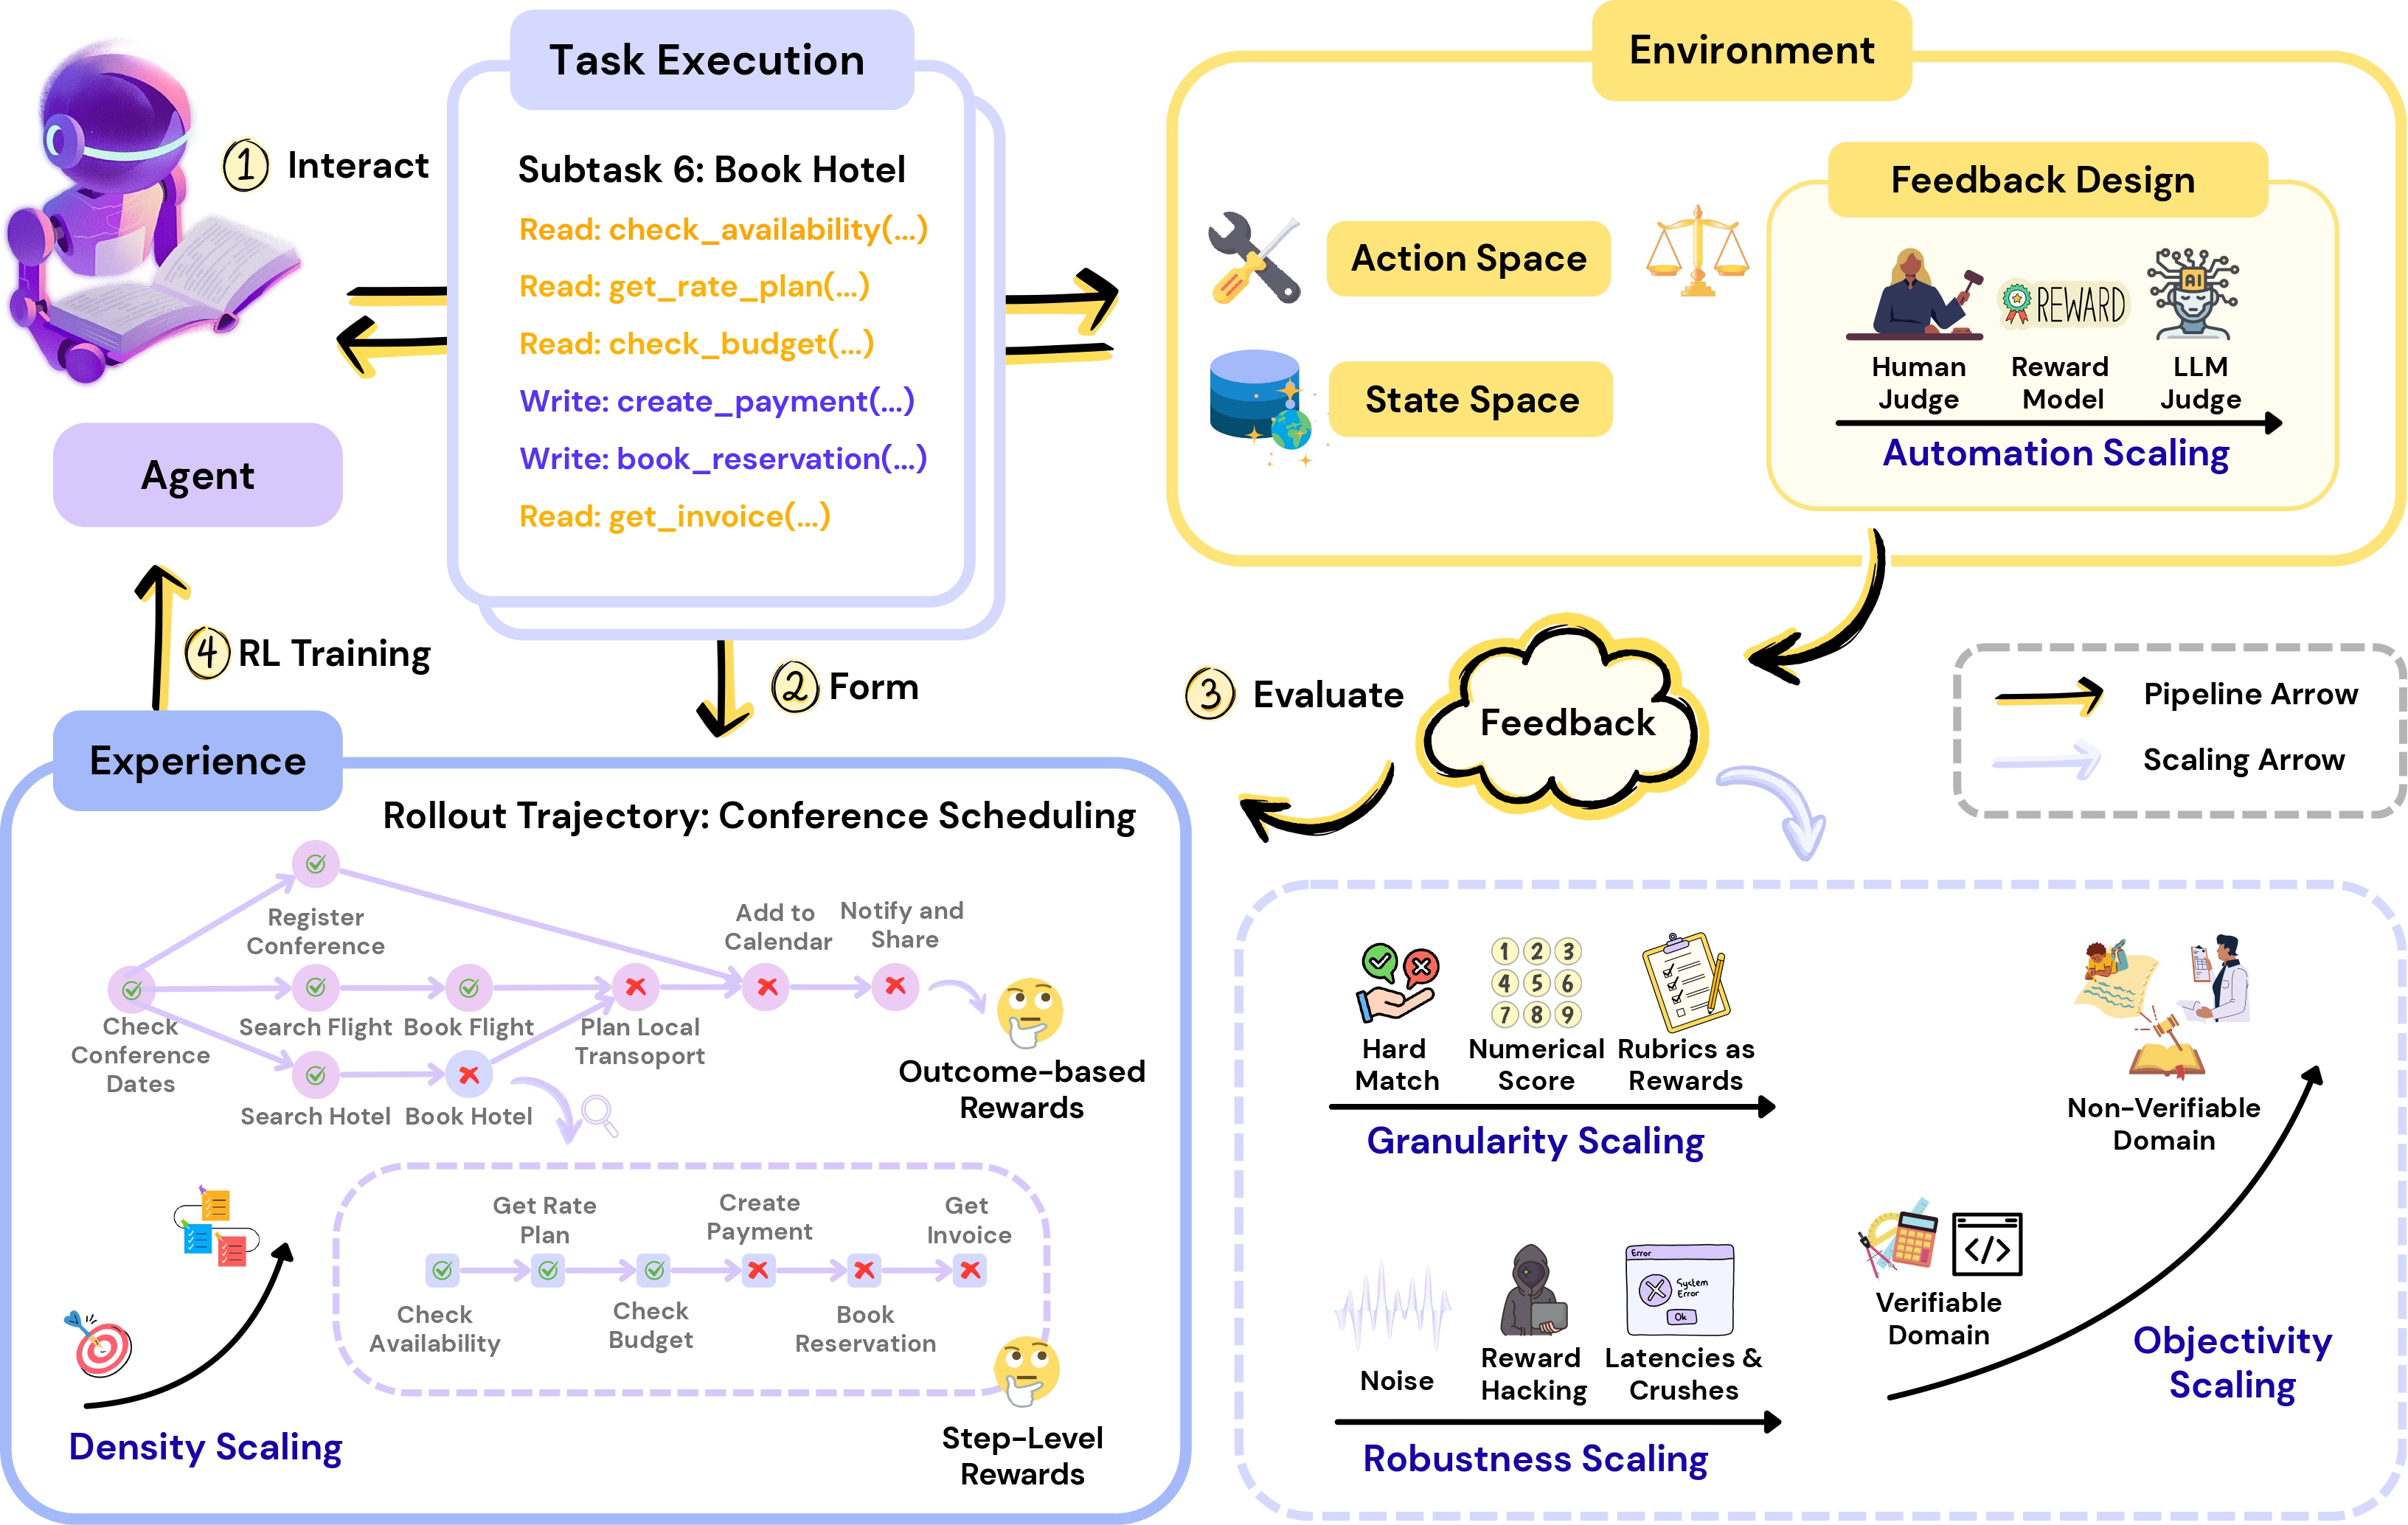 Task Execution
1 Interact
Subtask 6: Book Hotel
Read: check_availability(...)
Read: get_rate_plan(...)
Read: check_budget(...)
Write: create_payment(...)
Write: book_reservation(...)
Read: get_invoice(...)
Agent
Environment
Action Space
State Space
Feedback Design
AI
REWARD
Human
Judge
Reward
Model
LLM
Judge
Automation Scaling
4 RL Training
2 Form
3 Evaluate
Feedback
Pipeline Arrow
Scaling Arrow
Experience
Rollout Trajectory: Conference Scheduling
Register
Conference
Add to
Calendar
Notify and
Share
Check
Conference
Dates
Search Flight
Book Flight
Plan Local
Transoport
Search Hotel
Book Hotel
Outcome-based
Rewards
Get Rate
Plan
Create
Payment
Get
Invoice
Check
Availability
Check
Budget
Book
Reservation
Step-Level
Rewards
Density Scaling
1 2 3
4 5 6
7 8 9
Hard
Match
Numerical
Score
Rubrics as
Rewards
Granularity Scaling
Non-Verifiable
Domain
</>
Verifiable
Domain
Objectivity
Scaling
Error
System
Error
Ok
Noise
Reward
Hacking
Latencies &
Crushes
Robustness Scaling